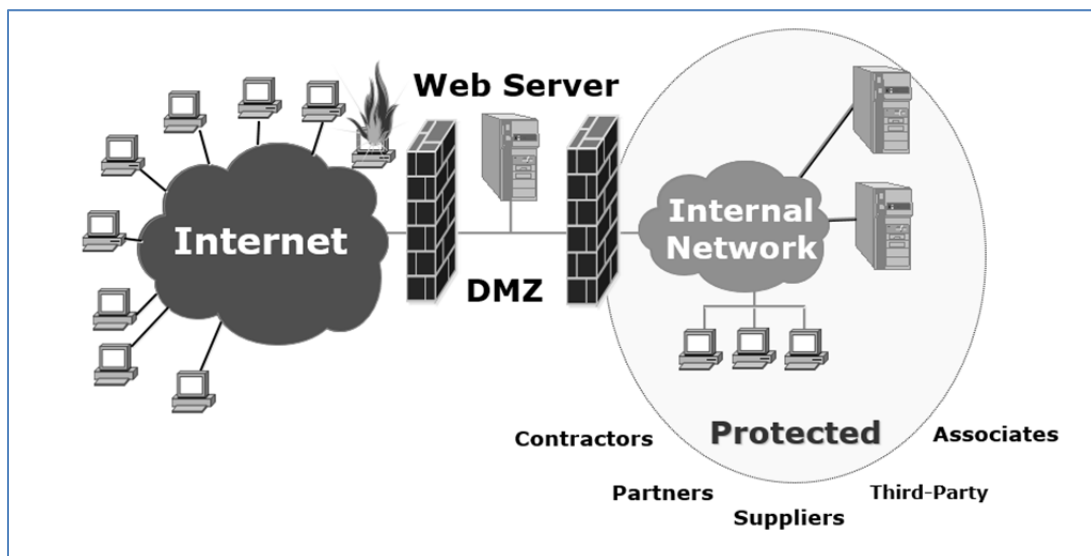 Web Server
Internet
Internal
Network
DMZ
Contractors
Protected
Associates
Partners
Third-Party
Suppliers